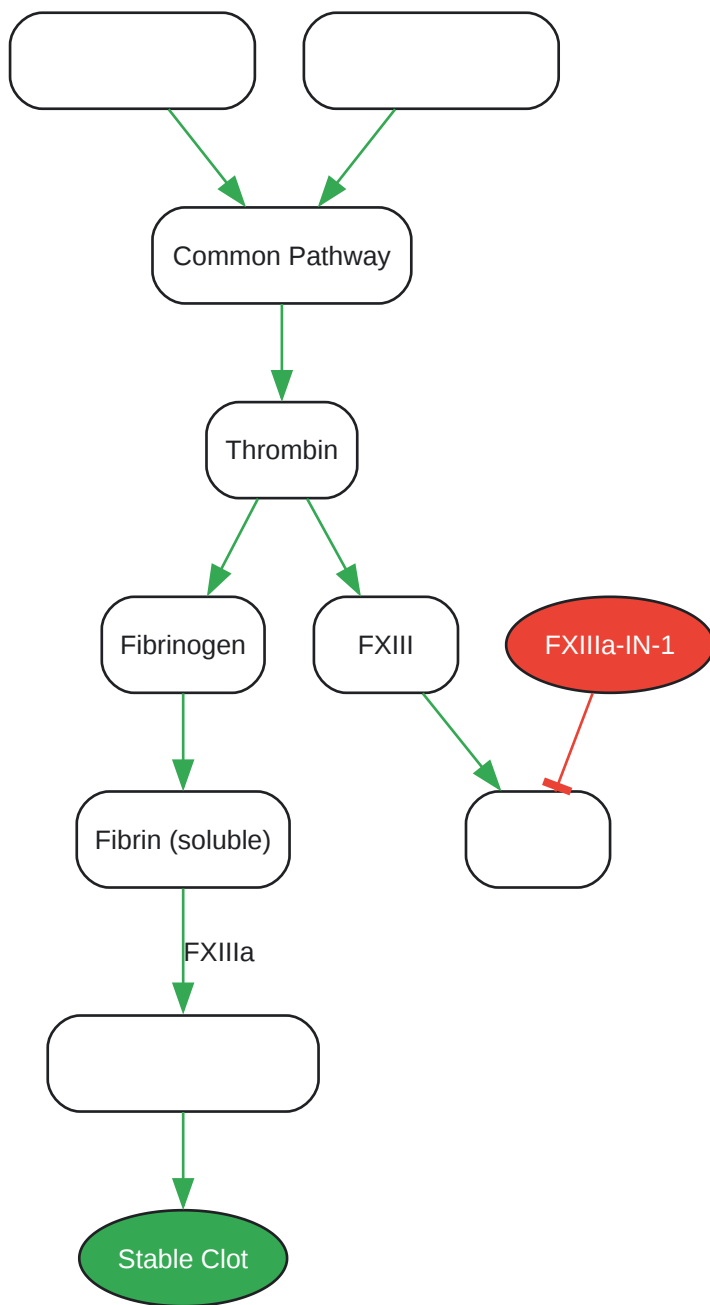 Common Pathway
Thrombin
Fibrinogen
FXIII
FXIIIa-IN-1
Fibrin (soluble)
FXIIIa
Stable Clot